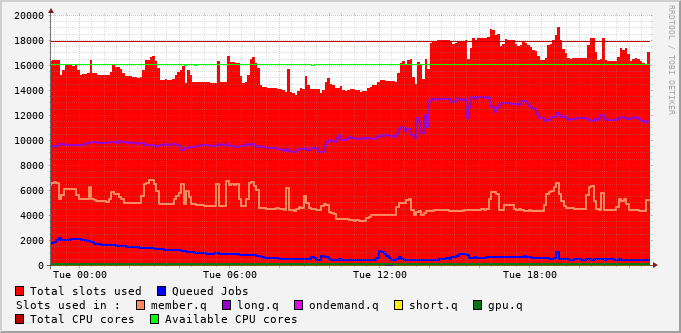 20000
18000
16000
14000
12000
10000
8000
6000
4000
2000
0
Tue 00:00 Tue 06:00 Tue 12:00 Tue 18:00
Total slots used Queued Jobs
Slots used in : member.q long.q ondemand.q short.q gpu.q
Total CPU cores Available CPU cores
RRDTOOL / TOBI OETIKER